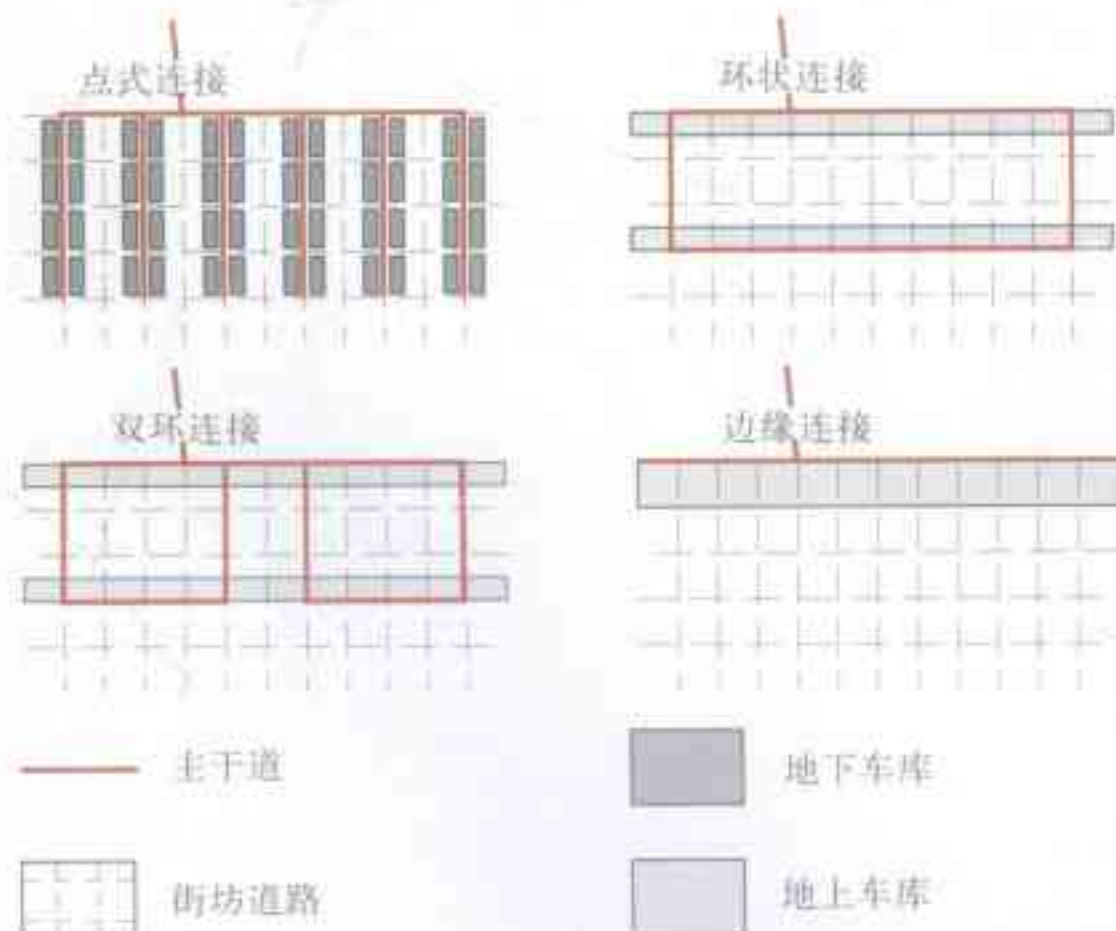 点式连接
环状连接
双环连接
边缘连接
主干道
地下车库
街坊道路
地上车库